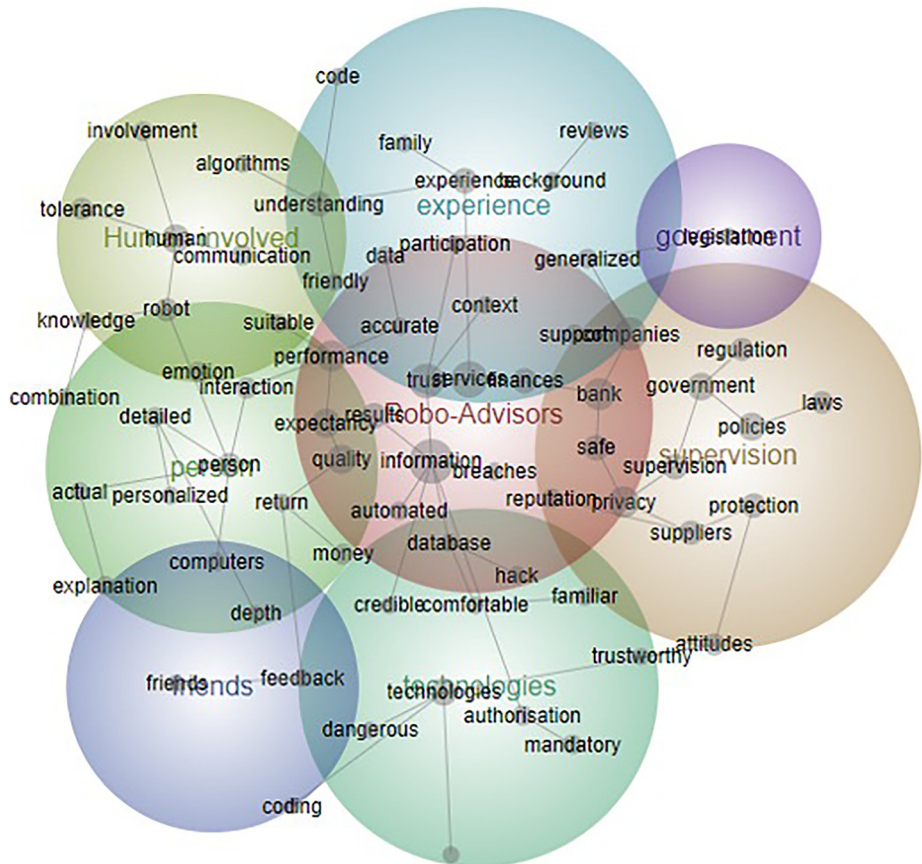 code
involvement
family
reviews
algorithms
experience
background
understanding
experience
tolerance
Human involved
human
communication
government
legislation
participation
data
generalized
friendly
context
robot
knowledge
suitable
accurate
support
companies
performance
regulation
emotion
interaction
trust
services
finances
government
combination
bank
laws
detailed
results
Robo-Advisors
expectancy
policies
safe
supervision
quality
information
breaches
supervision
person
person
actual
personalized
return
automated
reputation
privacy
protection
suppliers
database
money
computers
hack
explanation
depth
credible
comfortable
familiar
attitudes
trustworthy
friends
friends
feedback
technologies
technologies
authorisation
dangerous
mandatory
coding